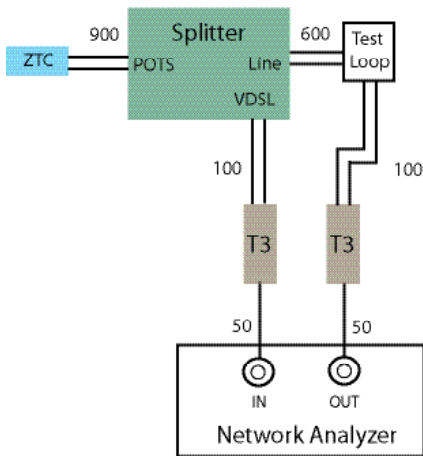 Splitter
900
600
Test
Loop
ZTC
POTS
Line
VDSL
100
100
T3
T3
50
50
IN
OUT
Network Analyzer